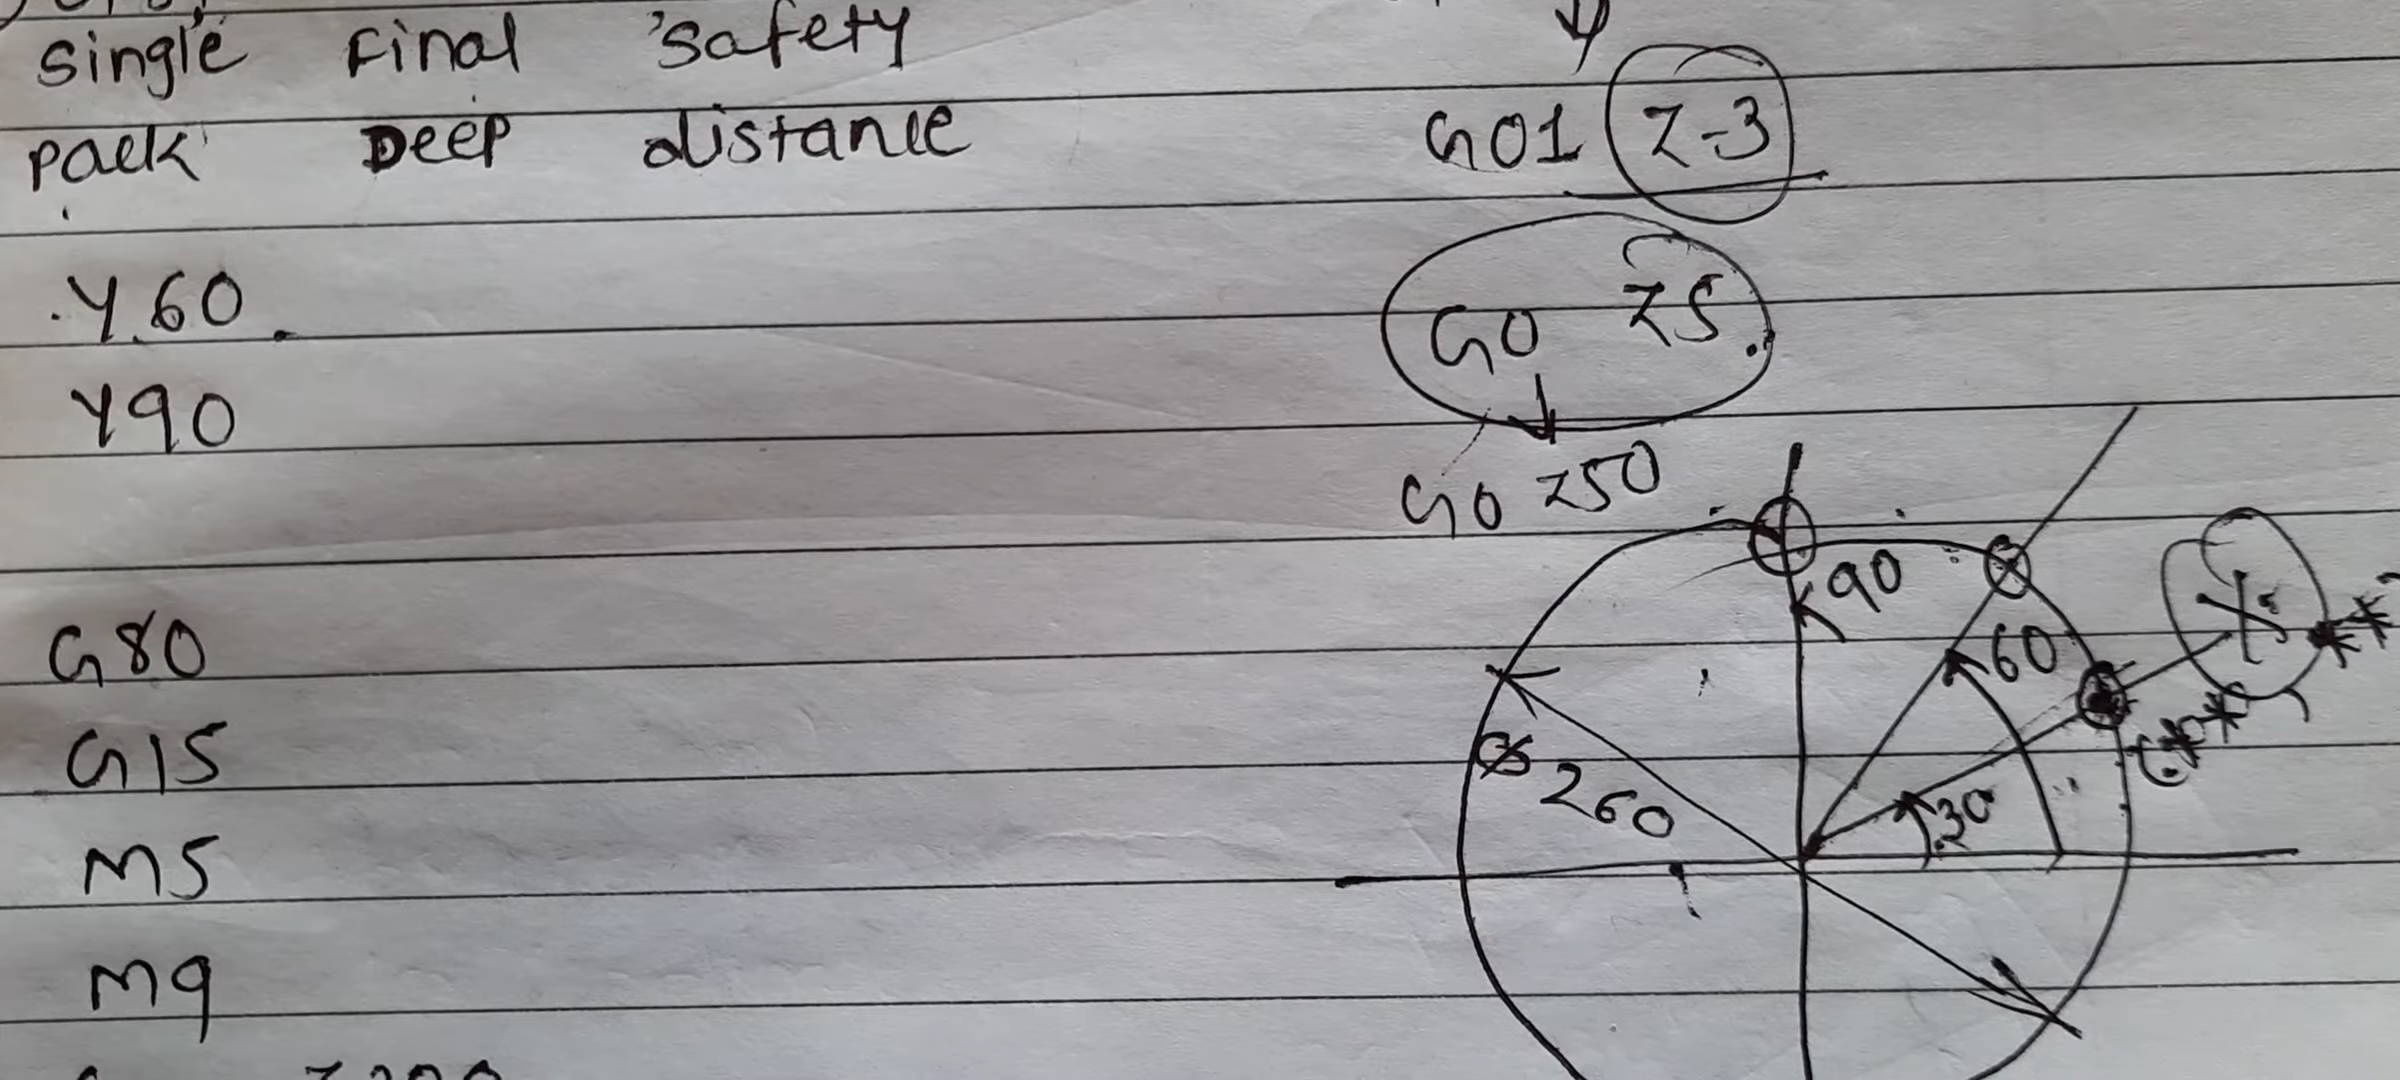 single Final safety
pack Deep distance
Y60
Y90
G80
G15
M5
M9
G01 Z-3
G0 Z5
G0 Z50
90
60
30
Ø 260